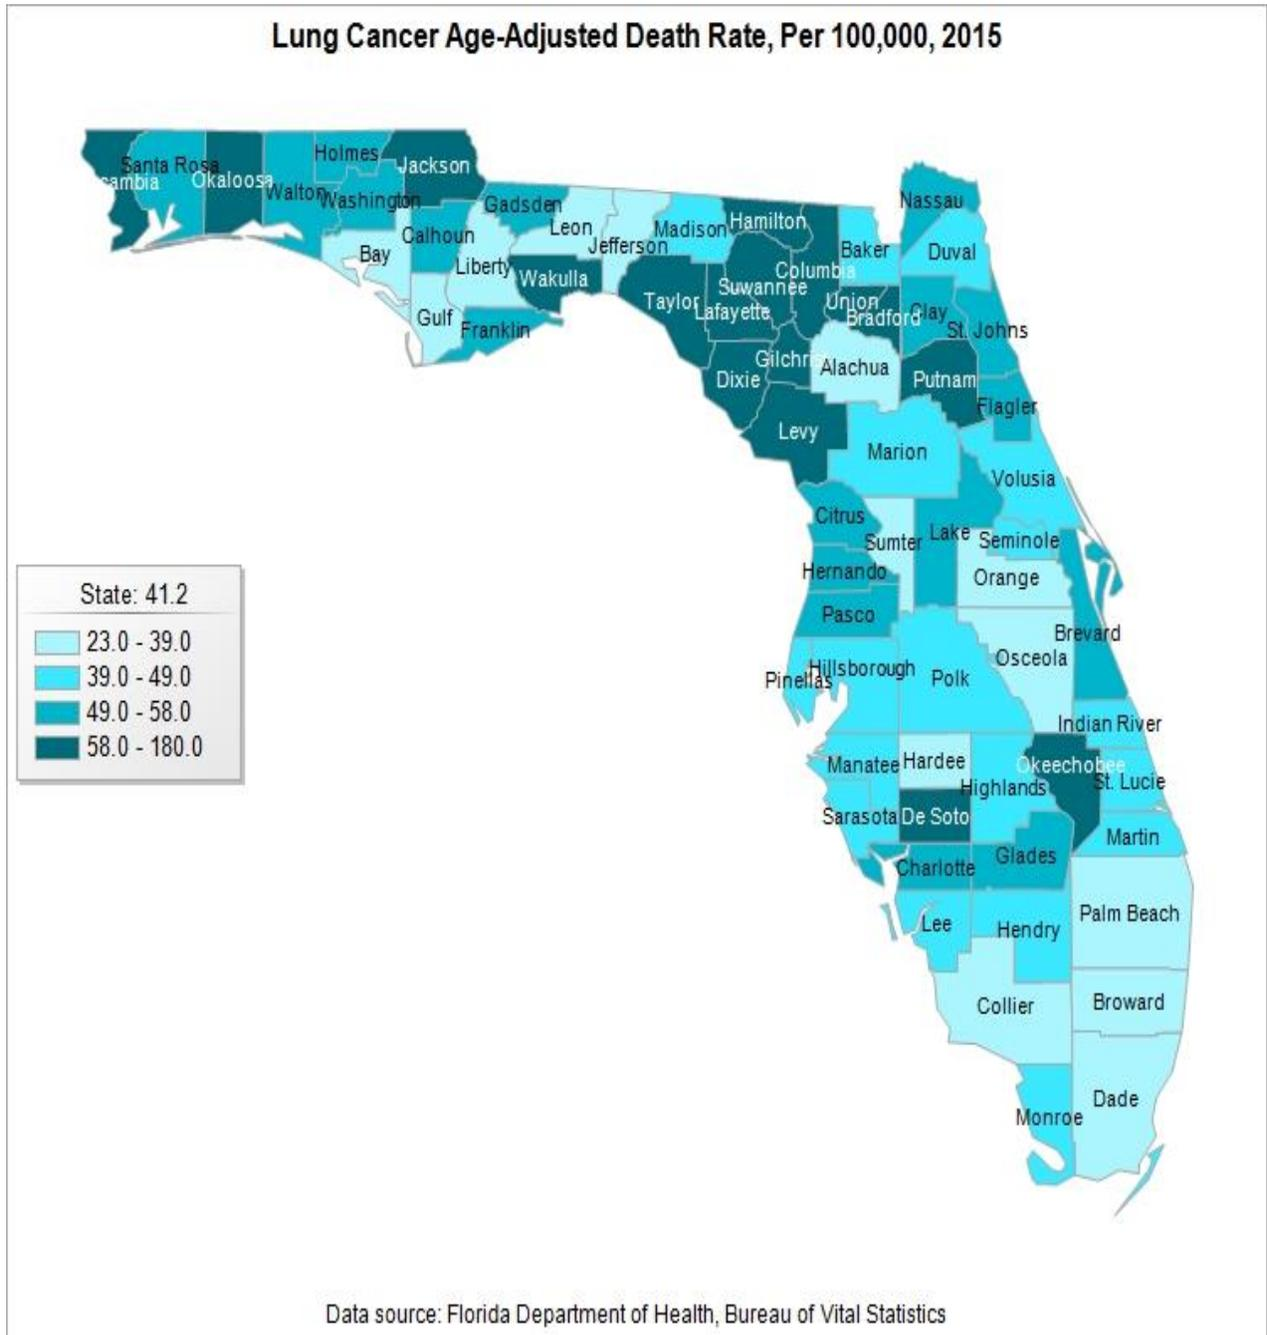 Lung Cancer Age-Adjusted Death Rate, Per 100,000, 2015
Holmes
Santa Rosa
Jackson
cambia
Okaloosa
Walton
Washington
Nassau
Gadsden
Leon
Hamilton
Madison
Calhoun
Jefferson
Baker
Duval
Bay
Liberty
Columbia
Wakulla
Suwannee
Taylor
Lafayette
Union
Bradford
Clay
Gulf
Franklin
St. Johns
Gilchris
Alachua
Dixie
Putnam
Flagler
Levy
Marion
Volusia
Citrus
Lake
Sumter
Seminole
Hernando
Orange
State: 41.2
Pasco
23.0 - 39.0
Brevard
39.0 - 49.0
Osceola
Hillsborough
Pinellas
Polk
49.0 - 58.0
Indian River
58.0 - 180.0
Manatee
Hardee
Okeechobee
St. Lucie
Highlands
Sarasota
De Soto
Martin
Glades
Charlotte
Palm Beach
Lee
Hendry
Collier
Broward
Dade
Monroe
Data source: Florida Department of Health, Bureau of Vital Statistics